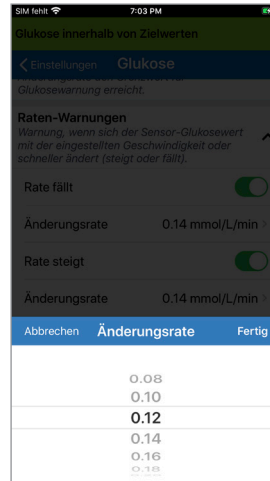 SIM fehlt 7:03 PM
Glukose innerhalb von Zielwerten
Einstellungen Glukose
Glukosewarnung erreicht.
Raten-Warnungen
Warnung, wenn sich der Sensor-Glukosewert
mit der eingestellten Geschwindigkeit oder
schneller ändert (steigt oder fällt).
Rate fällt
Änderungsrate 0.14 mmol/L/min
Rate steigt
Änderungsrate 0.14 mmol/L/min
Abbrechen Änderungsrate Fertig
0.08
0.10
0.12
0.14
0.16
0.18